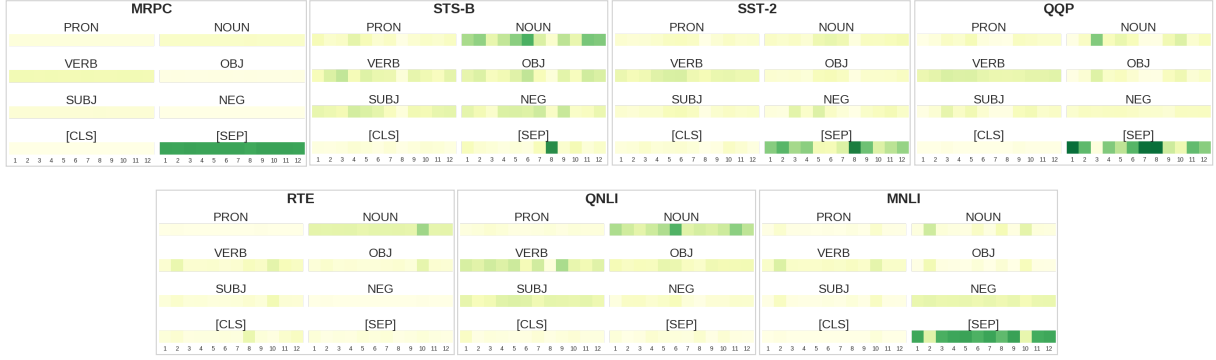 MRPC STS-B SST-2 QQP
PRON NOUN PRON NOUN PRON NOUN PRON NOUN
VERB OBJ VERB OBJ VERB OBJ VERB OBJ
SUBJ NEG SUBJ NEG SUBJ NEG SUBJ NEG
[CLS] [SEP] [CLS] [SEP] [CLS] [SEP] [CLS] [SEP]
1 2 3 4 5 6 7 8 9 10 11 12 1 2 3 4 5 6 7 8 9 10 11 12 1 2 3 4 5 6 7 8 9 10 11 12 1 2 3 4 5 6 7 8 9 10 11 12 1 2 3 4 5 6 7 8 9 10 11 12 1 2 3 4 5 6 7 8 9 10 11 12 1 2 3 4 5 6 7 8 9 10 11 12 1 2 3 4 5 6 7 8 9 10 11 12
RTE QNLI MNLI
PRON NOUN PRON NOUN PRON NOUN
VERB OBJ VERB OBJ VERB OBJ
SUBJ NEG SUBJ NEG SUBJ NEG
[CLS] [SEP] [CLS] [SEP] [CLS] [SEP]
1 2 3 4 5 6 7 8 9 10 11 12 1 2 3 4 5 6 7 8 9 10 11 12 1 2 3 4 5 6 7 8 9 10 11 12 1 2 3 4 5 6 7 8 9 10 11 12 1 2 3 4 5 6 7 8 9 10 11 12 1 2 3 4 5 6 7 8 9 10 11 12